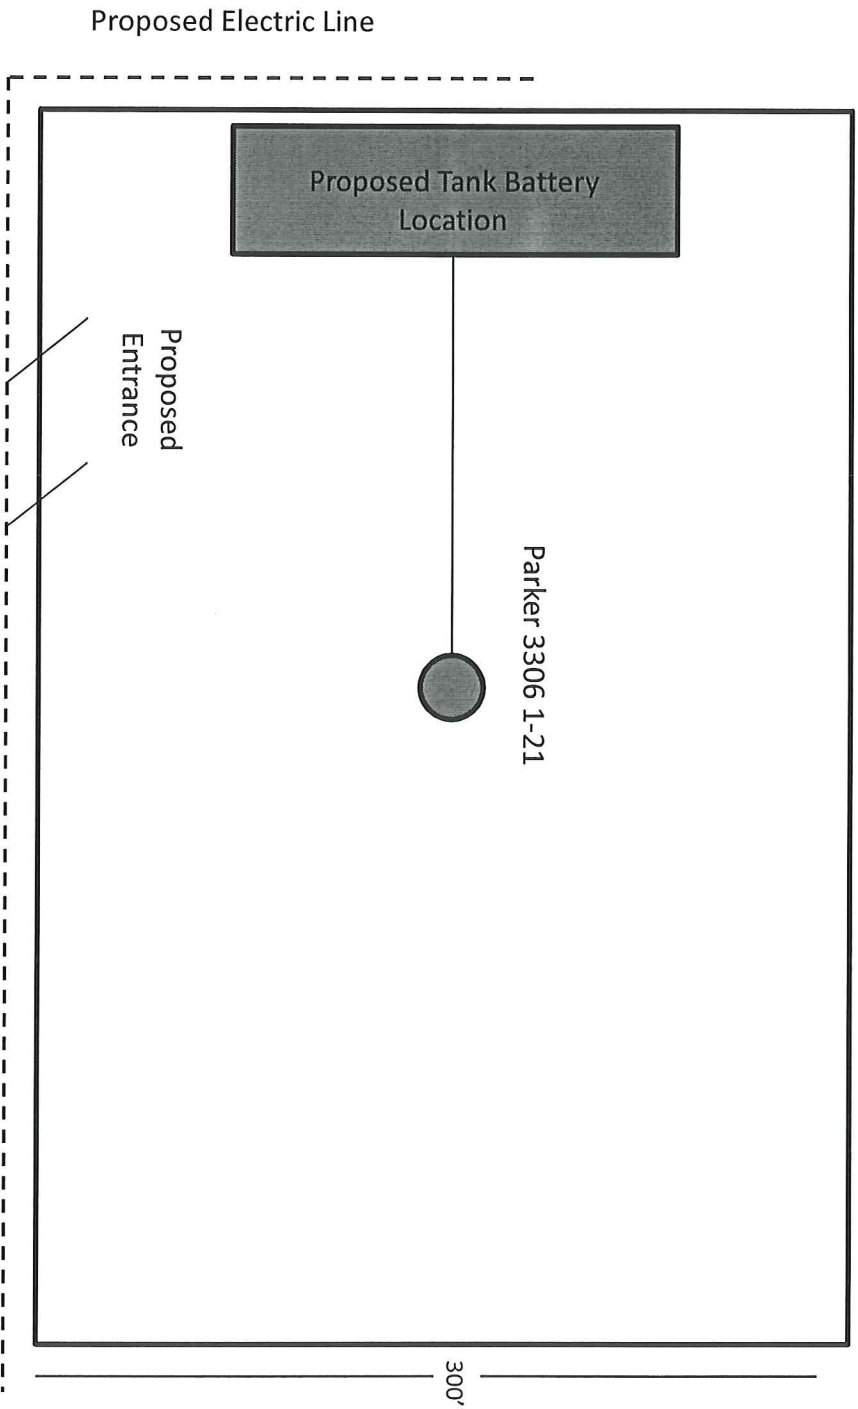 Proposed Electric Line
Proposed Tank Battery
Location
Proposed
Entrance
Parker 3306 1-21
300'